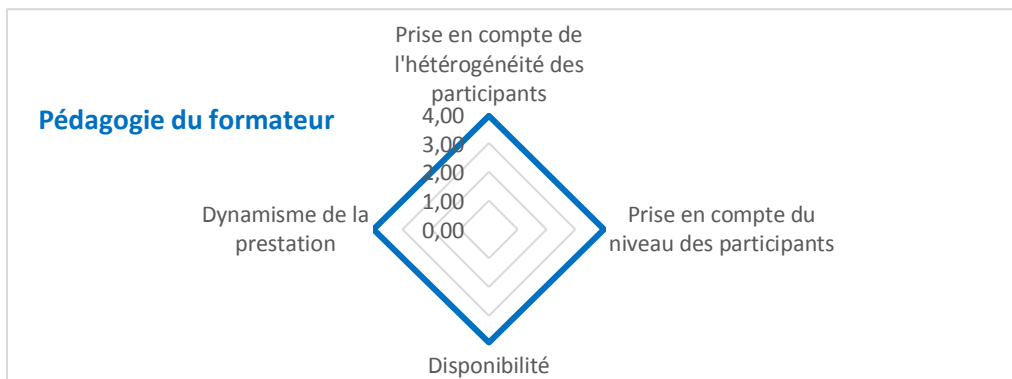 Prise en compte de
l'hétérogénéité des
participants
Pédagogie du formateur
4,00
3,00
2,00
1,00
0,00
Dynamisme de la
prestation
Prise en compte du
niveau des participants
Disponibilité